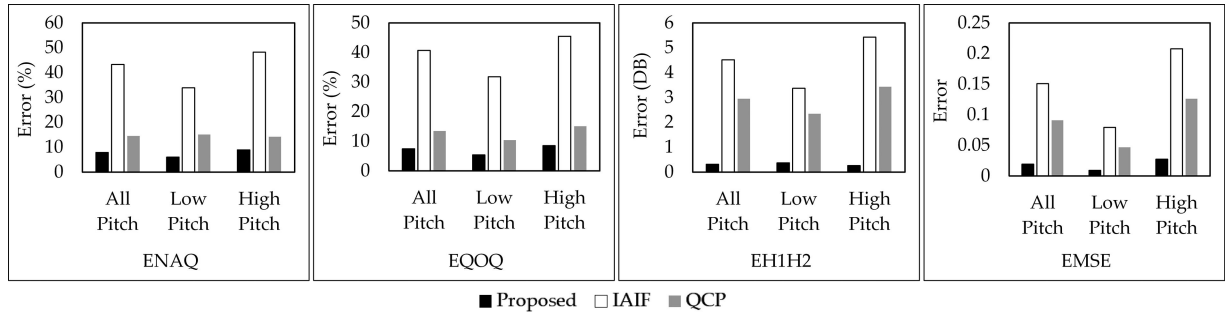 60
50
40
30
20
10
0
Error (%)
All Pitch
Low Pitch
High Pitch
ENAQ
50
40
30
20
10
0
Error (%)
All Pitch
Low Pitch
High Pitch
EQOQ
6
5
4
3
2
1
0
Error (DB)
All Pitch
Low Pitch
High Pitch
EH1H2
0.25
0.2
0.15
0.1
0.05
0
Error
All Pitch
Low Pitch
High Pitch
EMSE
Proposed IAIF QCP